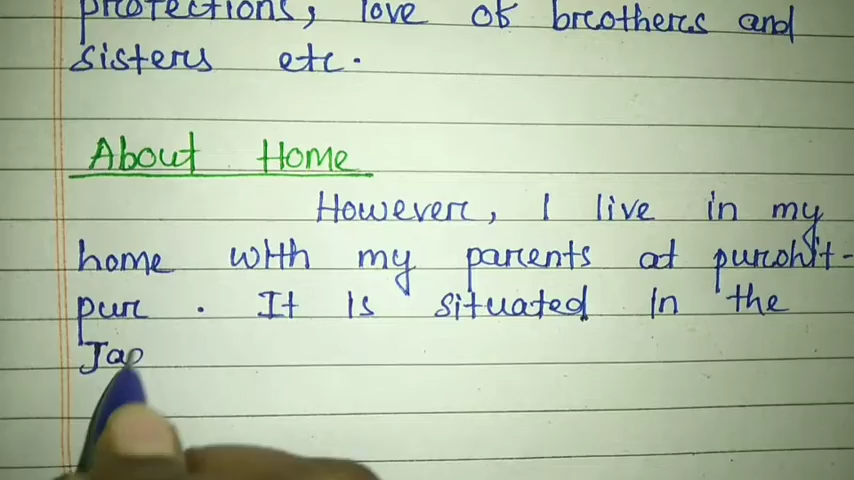 protections, love of brothers and
sisters etc.
About Home
However, I live in my
home with my parents at purohit-
pur. It is situated in the
Jap